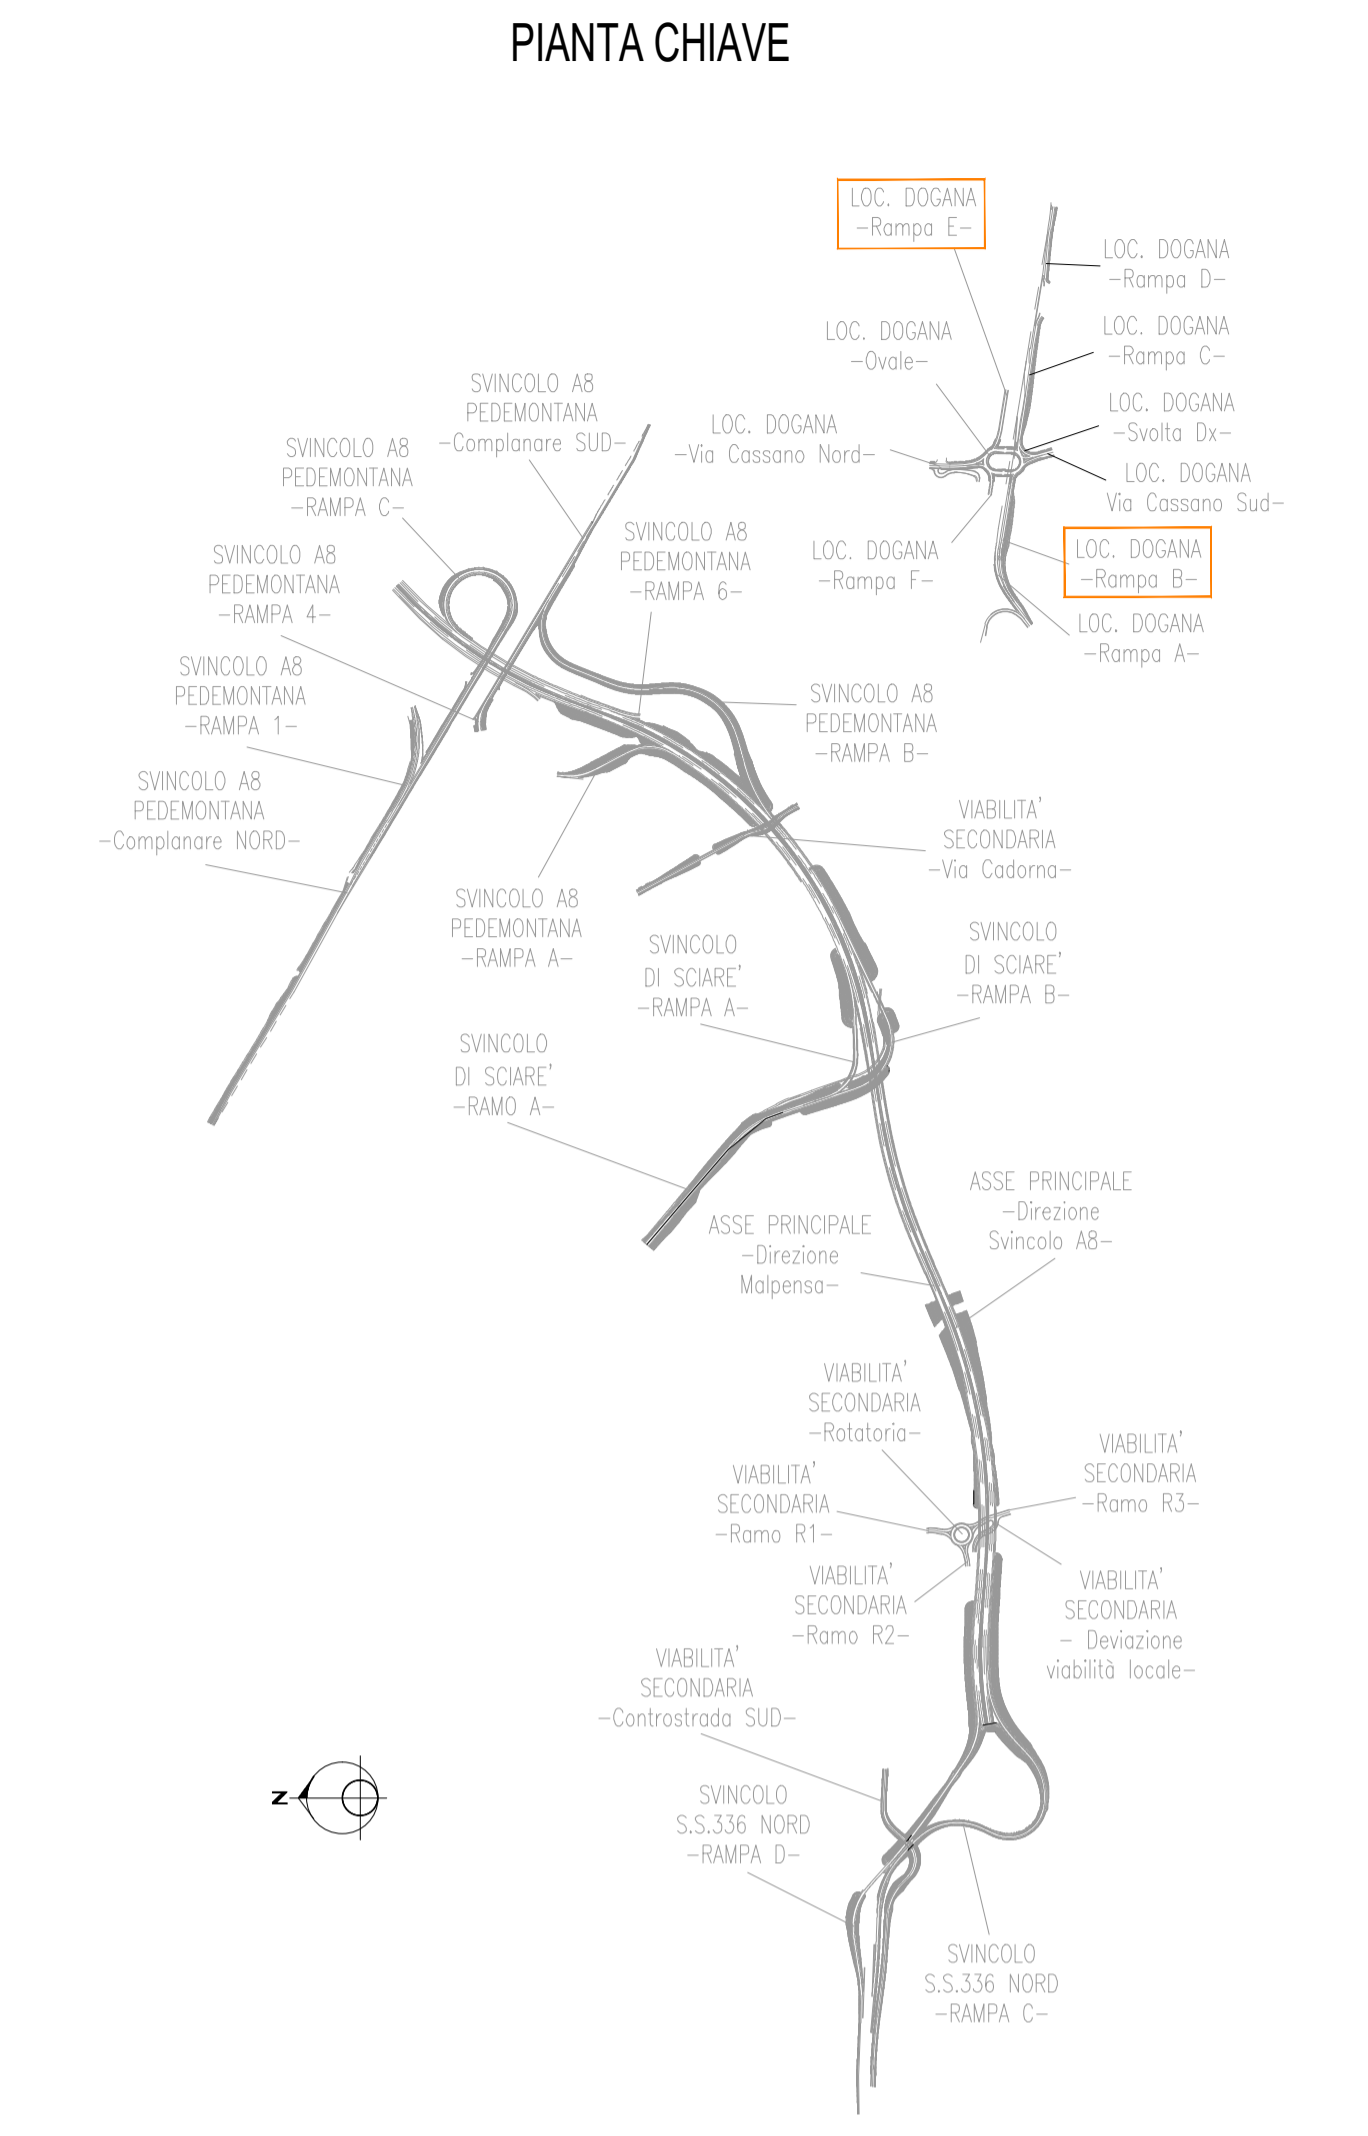 PIANTA CHIAVE
LOC. DOGANA
-Rampa E-
LOC. DOGANA
-Rampa D-
LOC. DOGANA
-Ovale-
LOC. DOGANA
-Rampa C-
SVINCOLO A8
PEDEMONTANA
-Complanare SUD-
LOC. DOGANA
-Via Cassano Nord-
LOC. DOGANA
-Svolta Dx-
LOC. DOGANA
Via Cassano Sud-
SVINCOLO A8
PEDEMONTANA
-RAMPA C-
SVINCOLO A8
PEDEMONTANA
-RAMPA 6-
LOC. DOGANA
-Rampa F-
LOC. DOGANA
-Rampa B-
SVINCOLO A8
PEDEMONTANA
-RAMPA 4-
LOC. DOGANA
-Rampa A-
SVINCOLO A8
PEDEMONTANA
-RAMPA 1-
SVINCOLO A8
PEDEMONTANA
-RAMPA B-
SVINCOLO A8
PEDEMONTANA
-Complanare NORD-
VIABILITA'
SECONDARIA
-Via Cadorna-
SVINCOLO A8
PEDEMONTANA
-RAMPA A-
SVINCOLO
DI SCIARE'
-RAMPA A-
SVINCOLO
DI SCIARE'
-RAMPA B-
SVINCOLO
DI SCIARE'
-RAMO A-
ASSE PRINCIPALE
-Direzione
Svincolo A8-
ASSE PRINCIPALE
-Direzione
Malpensa-
VIABILITA'
SECONDARIA
-Rotatoria-
VIABILITA'
SECONDARIA
-Ramo R3-
VIABILITA'
SECONDARIA
-Ramo R1-
VIABILITA'
SECONDARIA
-Ramo R2-
VIABILITA'
SECONDARIA
- Deviazione
viabilità locale-
VIABILITA'
SECONDARIA
-Controstrada SUD-
N
SVINCOLO
S.S.336 NORD
-RAMPA D-
SVINCOLO
S.S.336 NORD
-RAMPA C-